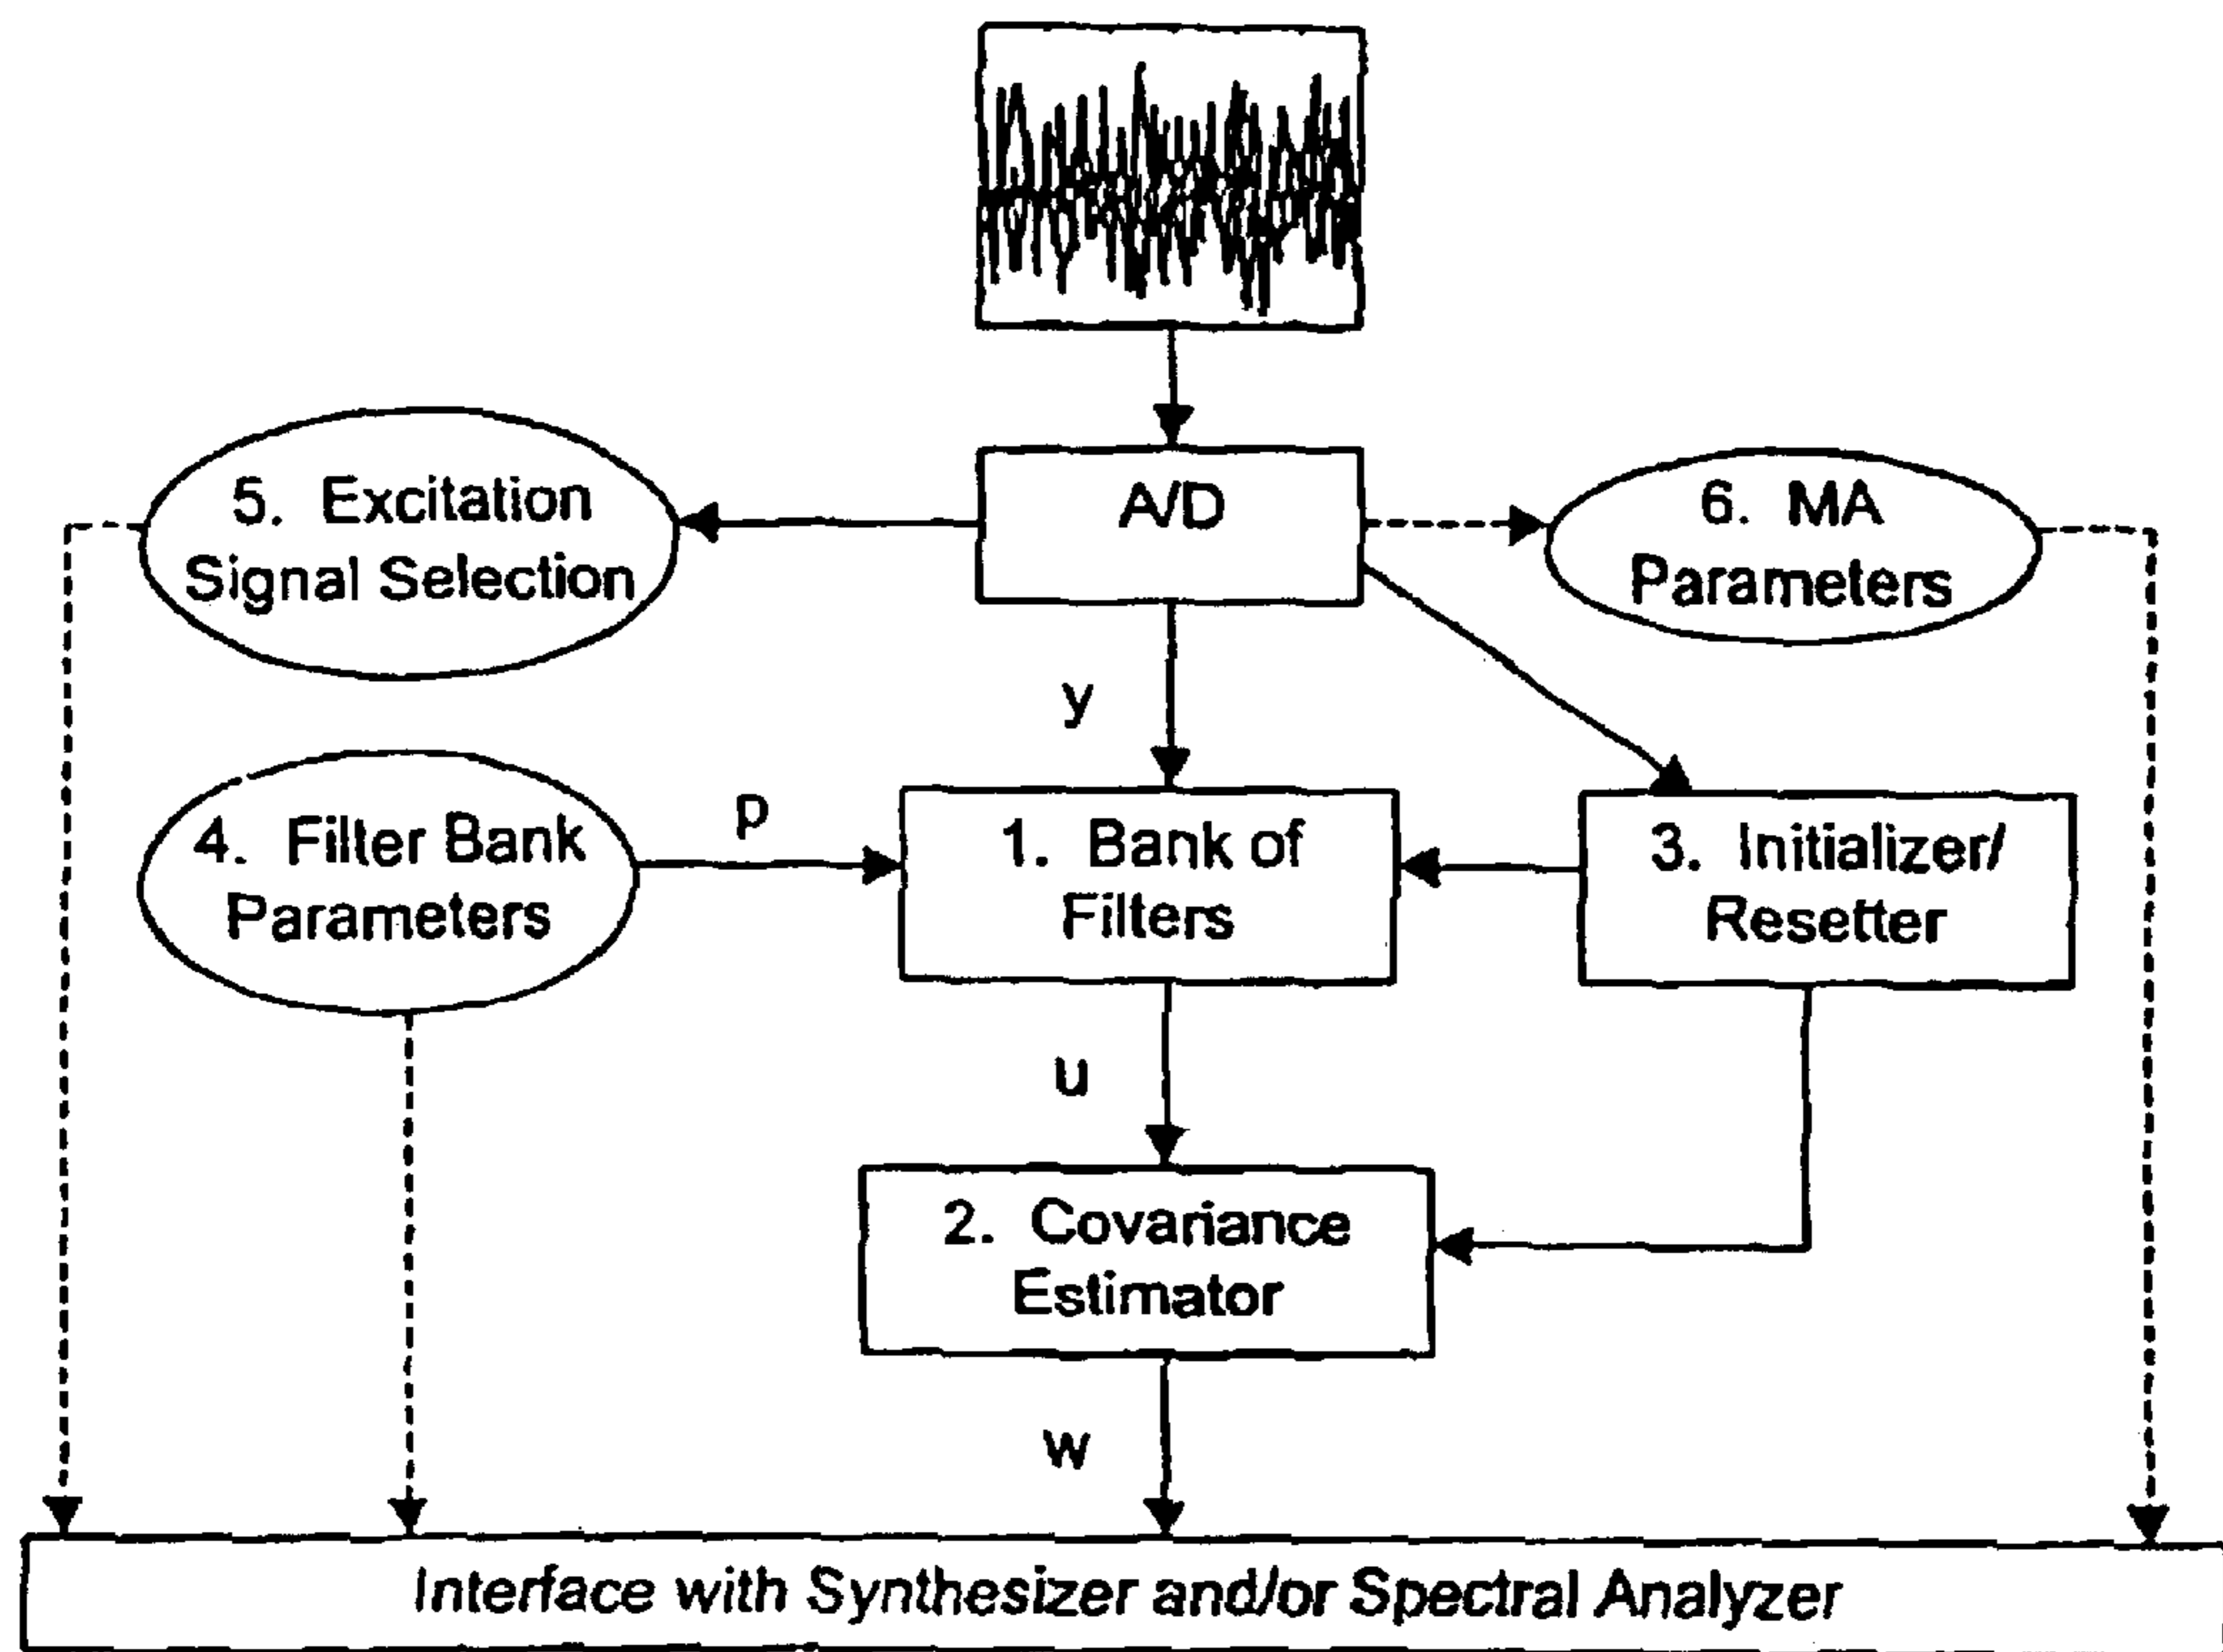 A/D
5. Excitation
Signal Selection
6. MA
Parameters
y
4. Filter Bank
Parameters
p
1. Bank of
Filters
3. Initializer/
Resetter
u
2. Covariance
Estimator
w
Interface with Synthesizer and/or Spectral Analyzer